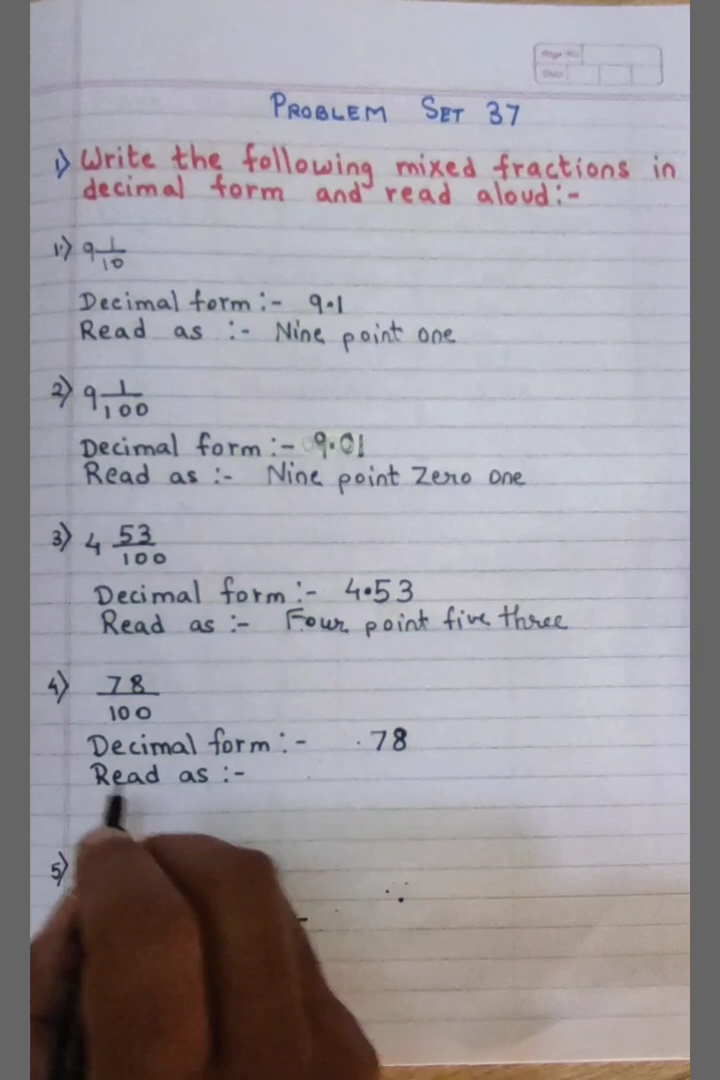 Page No.
Date
PROBLEM SET 37
1) Write the following mixed fractions in
decimal form and read aloud:-
1.) 9 1/10
Decimal form :- 9.1
Read as :- Nine point one
2) 9 1/100
Decimal form :- 9.01
Read as :- Nine point Zero one
3) 4 53/100
Decimal form :- 4.53
Read as :- Four point five three
4) 78/100
Decimal form :- .78
Read as :-
5)